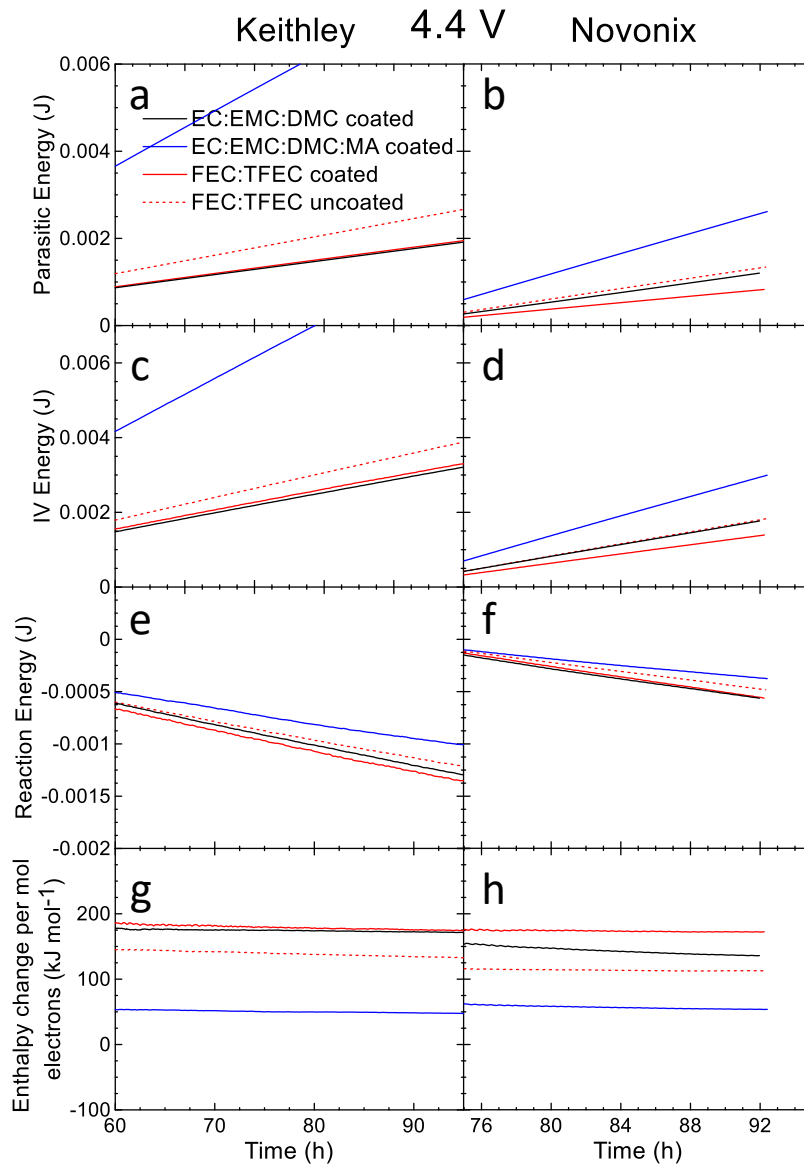 Keithley 4.4 V Novonix
0.006
0.004
0.002
0
Parasitic Energy (J)
a
EC:EMC:DMC coated
EC:EMC:DMC:MA coated
FEC:TFEC coated
FEC:TFEC uncoated
b
0.006
0.004
0.002
0
IV Energy (J)
c
d
0
-0.0005
-0.001
-0.0015
-0.002
Reaction Energy (J)
e
f
200
100
0
-100
Enthalpy change per mol
electrons (kJ mol-1)
g
h
60 70 80 90
Time (h)
76 80 84 88 92
Time (h)